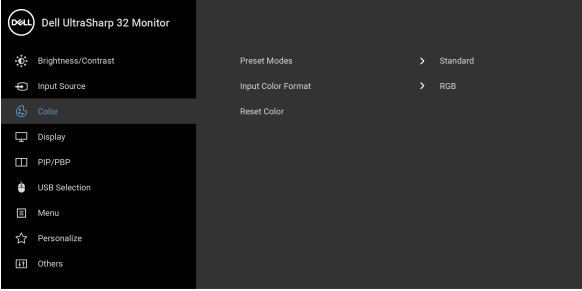 DELL Dell UltraSharp 32 Monitor
Brightness/Contrast
Input Source
Color
Display
PIP/PBP
USB Selection
Menu
Personalize
Others
Preset Modes > Standard
Input Color Format > RGB
Reset Color